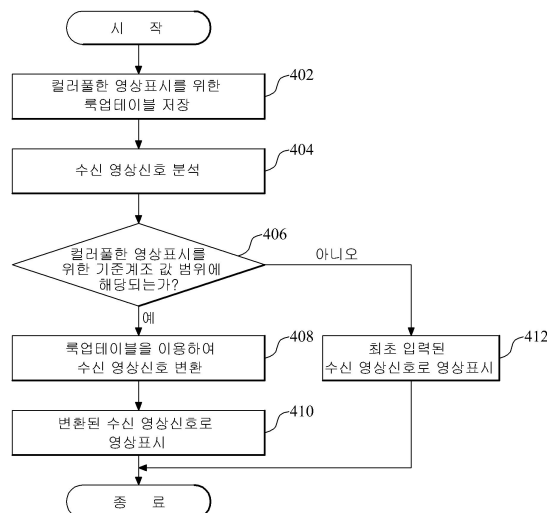 시 작
컬러풀한 영상표시를 위한
룩업테이블 저장
402
수신 영상신호 분석
404
컬러풀한 영상표시를
위한 기준계조 값 범위에
해당되는가?
406
아니오
예
룩업테이블을 이용하여
수신 영상신호 변환
408
최초 입력된
수신 영상신호로 영상표시
412
변환된 수신 영상신호로
영상표시
410
종 료